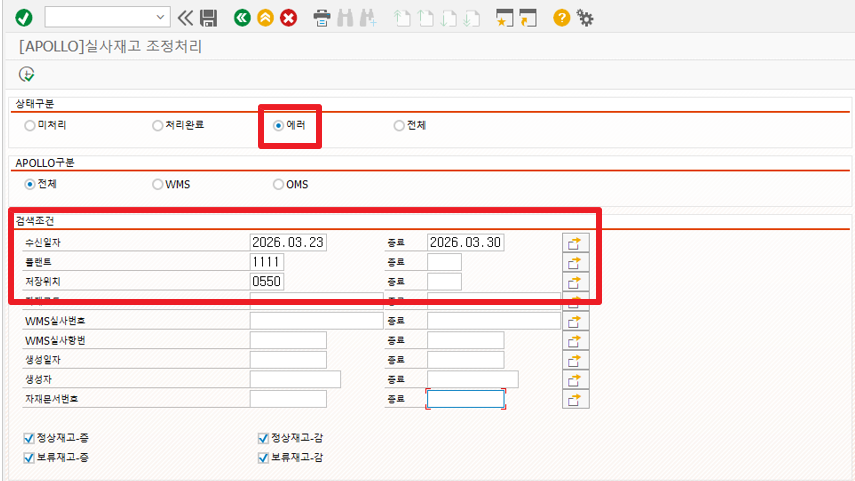 [APOLLO]실사재고 조정처리
상태구분
미처리 처리완료 에러 전체
APOLLO구분
전체 WMS OMS
검색조건
수신일자 2026.03.23 종료 2026.03.30
플랜트 1111 종료
저장위치 0550 종료
WMS실사번호 종료
WMS실사항번 종료
생성일자 종료
생성자 종료
자재문서번호 종료
정상재고-증 정상재고-감
보류재고-증 보류재고-감